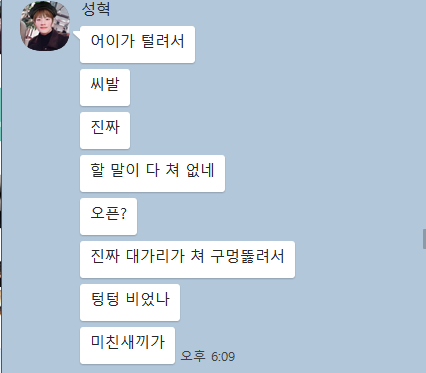 성혁
어이가 털려서
씨발
진짜
할 말이 다 쳐 없네
오픈?
진짜 대가리가 쳐 구멍뚫려서
텅텅 비었나
미친새끼가
오후 6:09